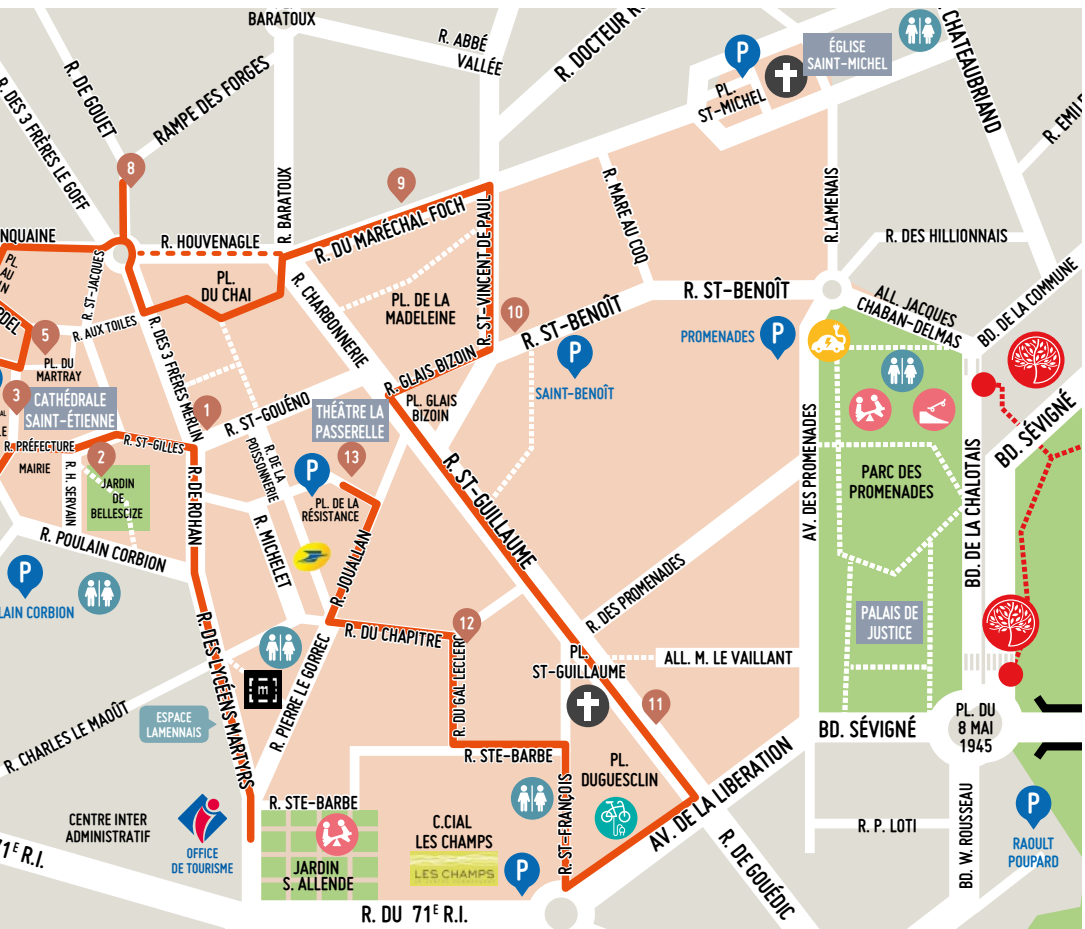 BARATOUX
R. ABBÉ
VALLÉE
R. DOCTEUR
CHATEAUBRIAND
ÉGLISE
SAINT-MICHEL
P
PL.
ST-MICHEL
R. DE GOUET
R. DES 3 FRÈRES LE GOFF
RAMPE DES FORGES
R. EMIL
8
9
R. BARATOUX
R. MARE AU COQ
R.LAMENAIS
NQUAINE
R. HOUVENAGLE
R. DU MARÉCHAL FOCH
R. ST-VINCENT DE PAUL
R. DES HILLIONNAIS
PL.
AU
IN
R. ST-JACQUES
PL.
DU CHAI
R. CHARBONNERIE
PL. DE LA
MADELEINE
R. ST-BENOÎT
ALL. JACQUES
CHABAN-DELMAS
BD. DE LA COMMUNE
RDEL
5
R. AUX TOILES
10
R. ST-BENOÎT
PROMENADES
P
PL. DU
MARTRAY
R. DES 3 FRÈRES MERLIN
R. GLAIS BIZOIN
P
SAINT-BENOÎT
3
CATHÉDRALE
SAINT-ÉTIENNE
1
R. ST-GOUÉNO
THÉÂTRE LA
PASSERELLE
PL. GLAIS
BIZOIN
AL
LE
R. PRÉFECTURE
R. ST-GILLES
R. DE LA
POISSONNERIE
BD. SÉVIGNÉ
MAIRIE
2
R. H. SERVAIN
JARDIN
DE
BELLESCIZE
R. DE ROHAN
P
13
PL. DE LA
RÉSISTANCE
R. ST-GUILLAUME
AV. DES PROMENADES
PARC DES
PROMENADES
BD. DE LA CHALOTAIS
R. POULAIN CORBION
R. MICHELET
P
LAIN CORBION
R. JOUALLAN
R. DES PROMENADES
PALAIS DE
JUSTICE
R. DES LYCÉENS MARTYRS
R. DU CHAPITRE
12
R. DU GAL LECLERC
PL.
ST-GUILLAUME
ALL. M. LE VAILLANT
R. PIERRE LE GORREC
E
R. CHARLES LE MAOÛT
ESPACE
LAMENNAIS
11
BD. SÉVIGNÉ
PL. DU
8 MAI
1945
R. STE-BARBE
PL.
DUGUESCLIN
AV. DE LA LIBERATION
R. STE-BARBE
R. ST-FRANÇOIS
CENTRE INTER
ADMINISTRATIF
OFFICE
DE TOURISME
C.CIAL
LES CHAMPS
LES CHAMPS
P
JARDIN
S. ALLENDE
R. DE GOUÉDIC
R. P. LOTI
BD. W. ROUSSEAU
P
RAOULT
POUPARD
71E R.I.
R. DU 71E R.I.